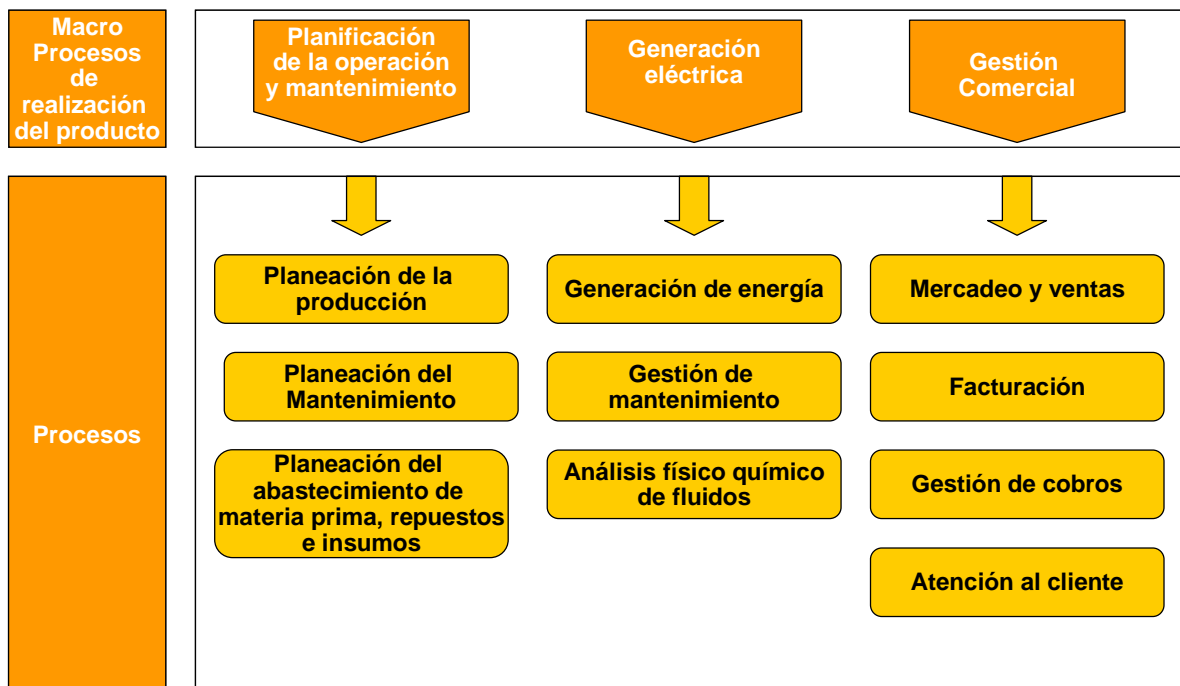 Macro
Procesos
de
realización
del producto
Planificación
de la operación
y mantenimiento
Generación
eléctrica
Gestión
Comercial
Procesos
Planeación de la
producción
Planeación del
Mantenimiento
Planeación del
abastecimiento de
materia prima, repuestos
e insumos
Generación de energía
Gestión de
mantenimiento
Análisis físico químico
de fluidos
Mercadeo y ventas
Facturación
Gestión de cobros
Atención al cliente